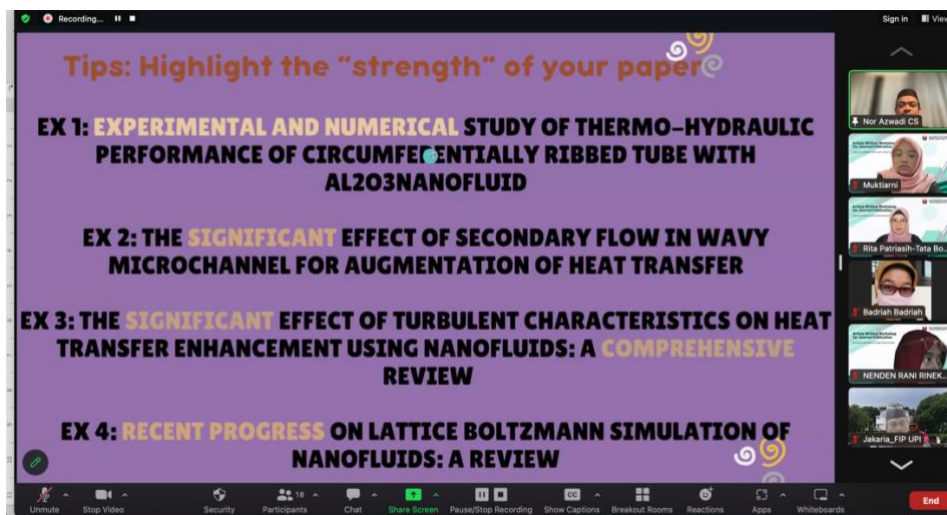 Recording...
Sign in
View
Tips: Highlight the "strength" of your paper
EX 1: EXPERIMENTAL AND NUMERICAL STUDY OF THERMO-HYDRAULIC
PERFORMANCE OF CIRCUMFERENTIALLY RIBBED TUBE WITH
AL2O3NANOFLUID
EX 2: THE SIGNIFICANT EFFECT OF SECONDARY FLOW IN WAVY
MICROCHANNEL FOR AUGMENTATION OF HEAT TRANSFER
EX 3: THE SIGNIFICANT EFFECT OF TURBULENT CHARACTERISTICS ON HEAT
TRANSFER ENHANCEMENT USING NANOFLUIDS: A COMPREHENSIVE
REVIEW
EX 4: RECENT PROGRESS ON LATTICE BOLTZMANN SIMULATION OF
NANOFLUIDS: A REVIEW
Nor Azwadi CS
Muktiarni
Rita Patriasih-Tata Bo...
Badriah Badriah
NENDEN RANI RINEK...
Jakaria_FIP UPI
Unmute
Stop Video
Security
Participants
18
Chat
Share Screen
Pause/Stop Recording
CC
Show Captions
Breakout Rooms
Reactions
Apps
Whiteboards
End